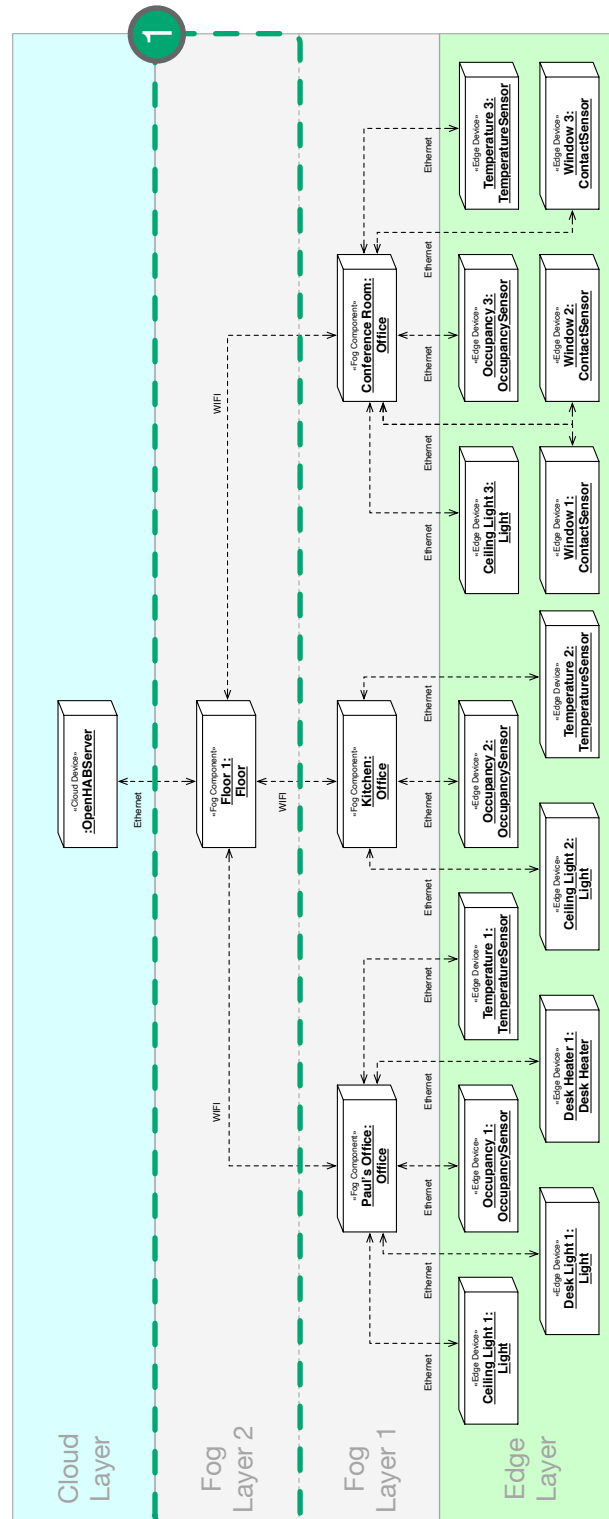 1
Cloud
Layer
«Cloud Device»
:OpenHABServer
Ethernet
Fog
Layer 2
«Fog Component»
Floor 1:
Floor
WIFI
WIFI
WIFI
Fog
Layer 1
«Fog Component»
Paul's Office:
Office
«Fog Component»
Kitchen:
Office
«Fog Component»
Conference Room:
Office
Ethernet
Ethernet
Ethernet
Ethernet
Ethernet
Ethernet
Ethernet
Ethernet
Ethernet
Ethernet
Ethernet
Ethernet
Ethernet
Edge
Layer
«Edge Device»
Ceiling Light 1:
Light
«Edge Device»
Occupancy 1:
OccupancySensor
«Edge Device»
Temperature 1:
TemperatureSensor
«Edge Device»
Occupancy 2:
OccupancySensor
«Edge Device»
Ceiling Light 3:
Light
«Edge Device»
Occupancy 3:
OccupancySensor
«Edge Device»
Temperature 3:
TemperatureSensor
«Edge Device»
Desk Light 1:
Light
«Edge Device»
Desk Heater 1:
Desk Heater
«Edge Device»
Ceiling Light 2:
Light
«Edge Device»
Temperature 2:
TemperatureSensor
«Edge Device»
Window 1:
ContactSensor
«Edge Device»
Window 2:
ContactSensor
«Edge Device»
Window 3:
ContactSensor